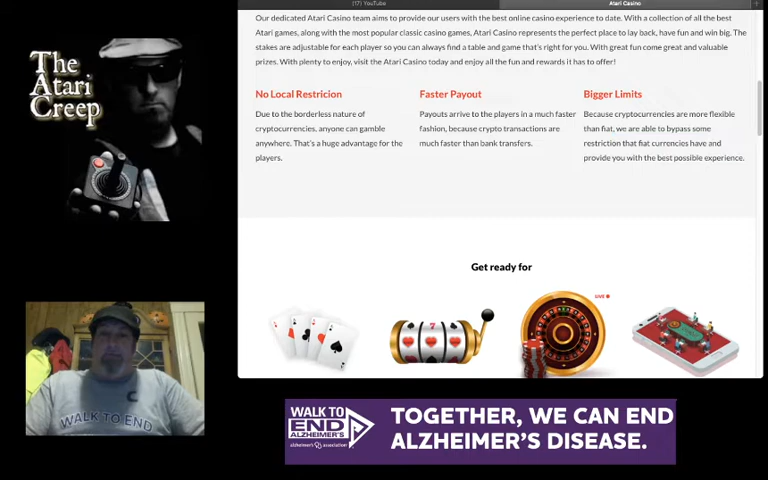 (17) YouTube
Atari Casino
Our dedicated Atari Casino team aims to provide our users with the best online casino experience to date. With a collection of all the best
Atari games, along with the most popular classic casino games, Atari Casino represents the perfect place to lay back, have fun and win big. The
stakes are adjustable for each player so you can always find a table and game that's right for you. With great fun come great and valuable
prizes. With plenty to enjoy, visit the Atari Casino today and enjoy all the fun and rewards it has to offer!
The
Atari
Creep
No Local Restricion
Due to the borderless nature of
cryptocurrencies, anyone can gamble
anywhere. That's a huge advantage for the
players.
Faster Payout
Payouts arrive to the players in a much faster
fashion, because crypto transactions are
much faster than bank transfers.
Bigger Limits
Because cryptocurrencies are more flexible
than fiat, we are able to bypass some
restriction that fiat currencies have and
provide you with the best possible experience.
Get ready for
LIVE
7
WALK TO END
WALK TO
END
ALZHEIMER'S
alzheimer's association
TOGETHER, WE CAN END
ALZHEIMER'S DISEASE.